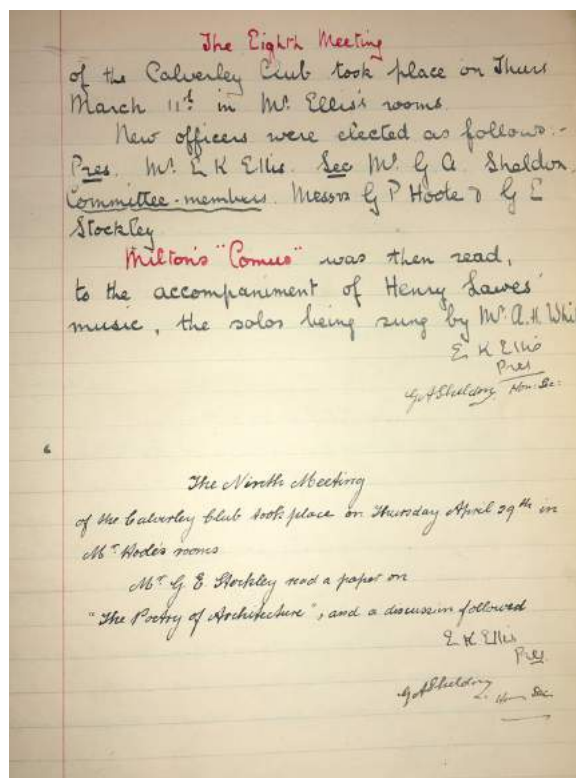 The Eighth Meeting
of the Calverley Club took place on Thurs
March 11th in Mr. Ellis's rooms.
New officers were elected as follows:-
Pres. Mr. E K Ellis. Sec Mr. G A. Sheldon.
Committee-members. Messrs G P Hoole & G E
Stockley
Milton's "Comus" was then read,
to the accompaniment of Henry Lawes'
music, the solos being sung by Mr. A. H. Whi
E K Ellis
Pres
G A Sheldon Hon. Sec:
The Ninth Meeting
of the Calverley Club took place on Thursday April 29th in
Mr. rooms
Mr. G. E. Stockley read a paper on
"The Poetry of Architecture", and a discussion followed
E K Ellis
Pres.
G A Sheldon
Hon Sec